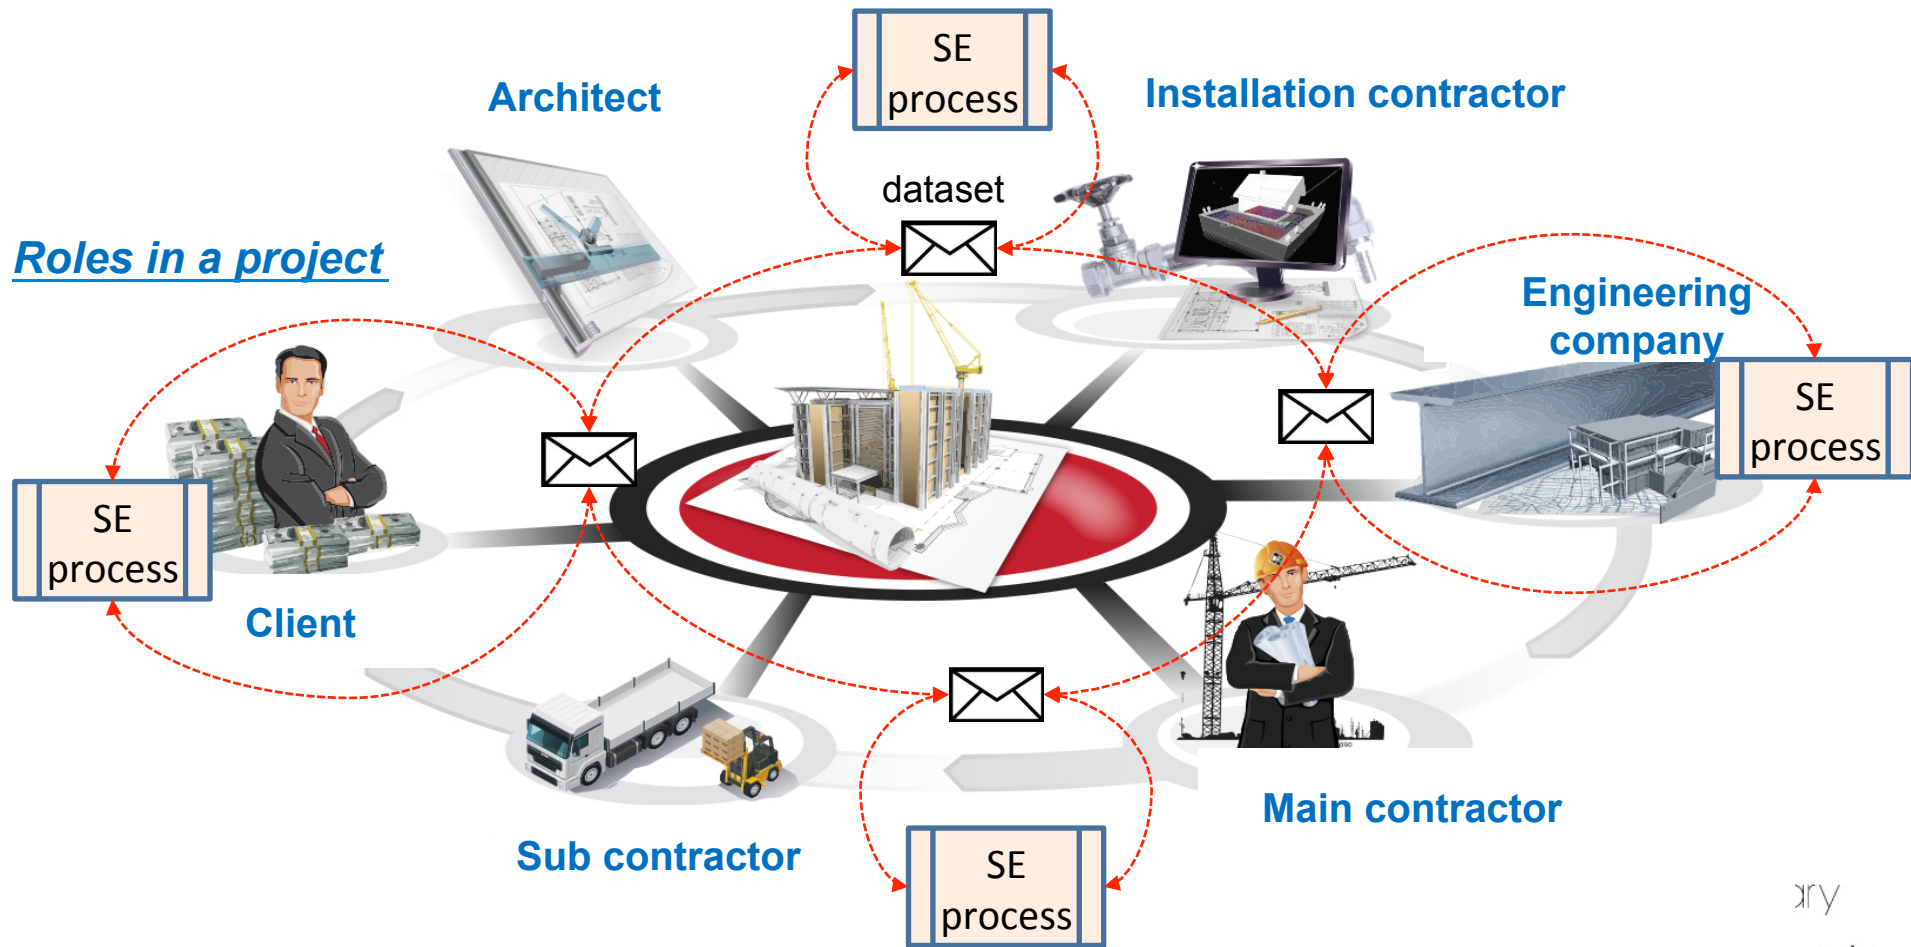 SE
process
Architect
Installation contractor
dataset
Roles in a project
Engineering
company
SE
process
SE
process
Client
Main contractor
Sub contractor
SE
process